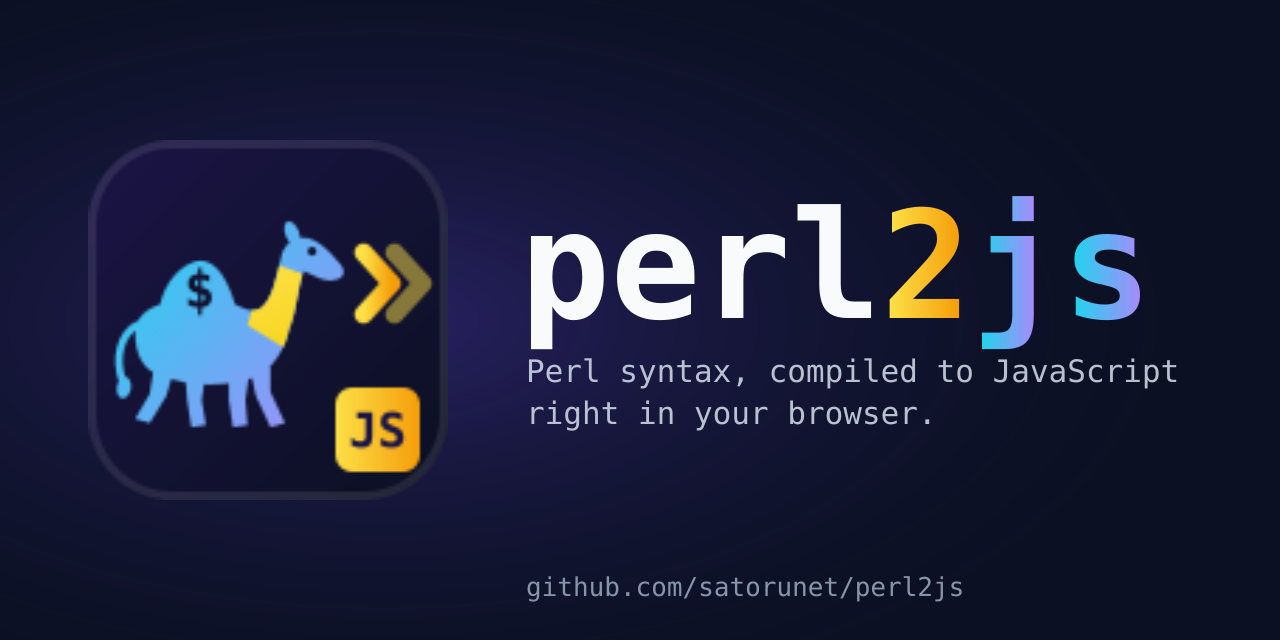 $
JS
perl2js
Perl syntax, compiled to JavaScript
right in your browser.
github.com/satorunet/perl2js